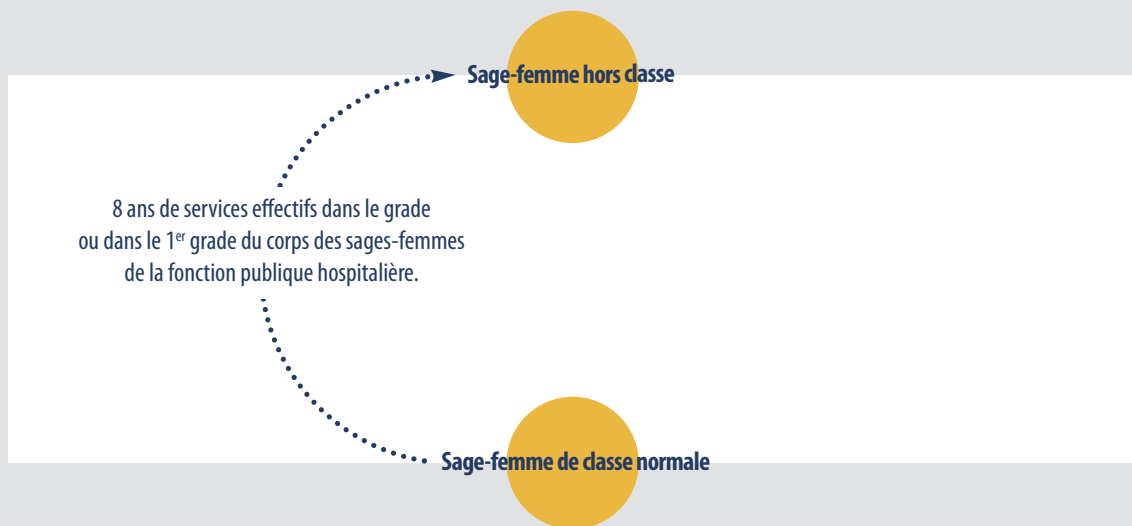 Sage-femme hors classe
8 ans de services effectifs dans le grade
ou dans le 1er grade du corps des sages-femmes
de la fonction publique hospitalière.
Sage-femme de classe normale